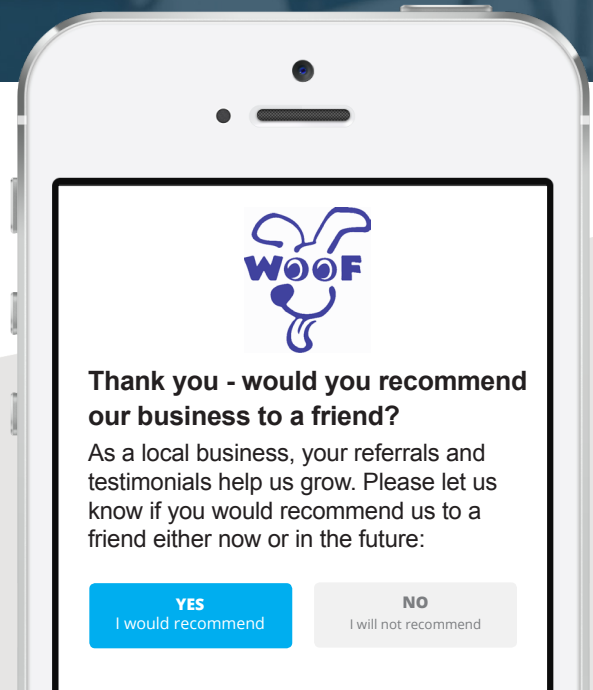 WOOF
Thank you - would you recommend
our business to a friend?
As a local business, your referrals and
testimonials help us grow. Please let us
know if you would recommend us to a
friend either now or in the future:
YES
I would recommend
NO
I will not recommend